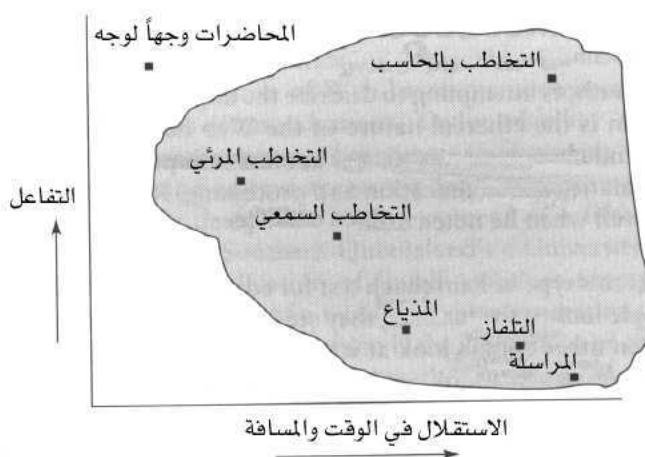 المحاضرات وجهاً لوجه
التخاطب بالحاسب
التخاطب المرئي
التفاعل
التخاطب السمعي
المذياع
التلفاز
المراسلة
الاستقلال في الوقت والمسافة